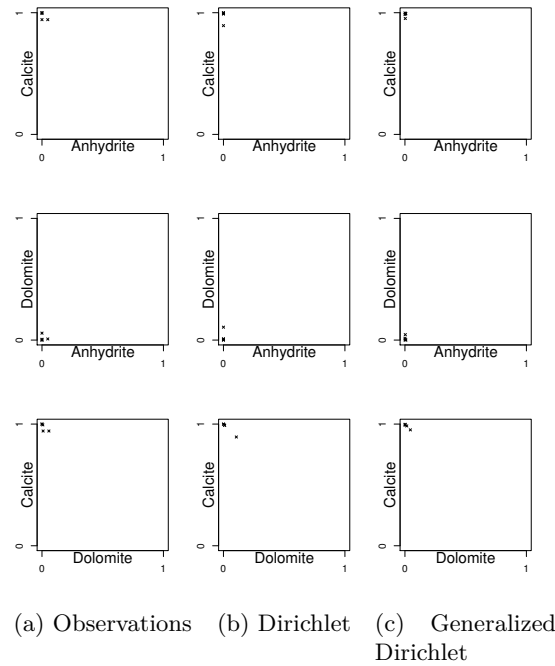 1
Calcite
0
Anhydrite
0 1
1
Calcite
0
Anhydrite
0 1
1
Calcite
0
Anhydrite
0 1
1
Dolomite
0
Anhydrite
0 1
1
Dolomite
0
Anhydrite
0 1
1
Dolomite
0
Anhydrite
0 1
1
Calcite
0
Dolomite
0 1
1
Calcite
0
Dolomite
0 1
1
Calcite
0
Dolomite
0 1
(a) Observations
(b) Dirichlet
(c) Generalized
Dirichlet